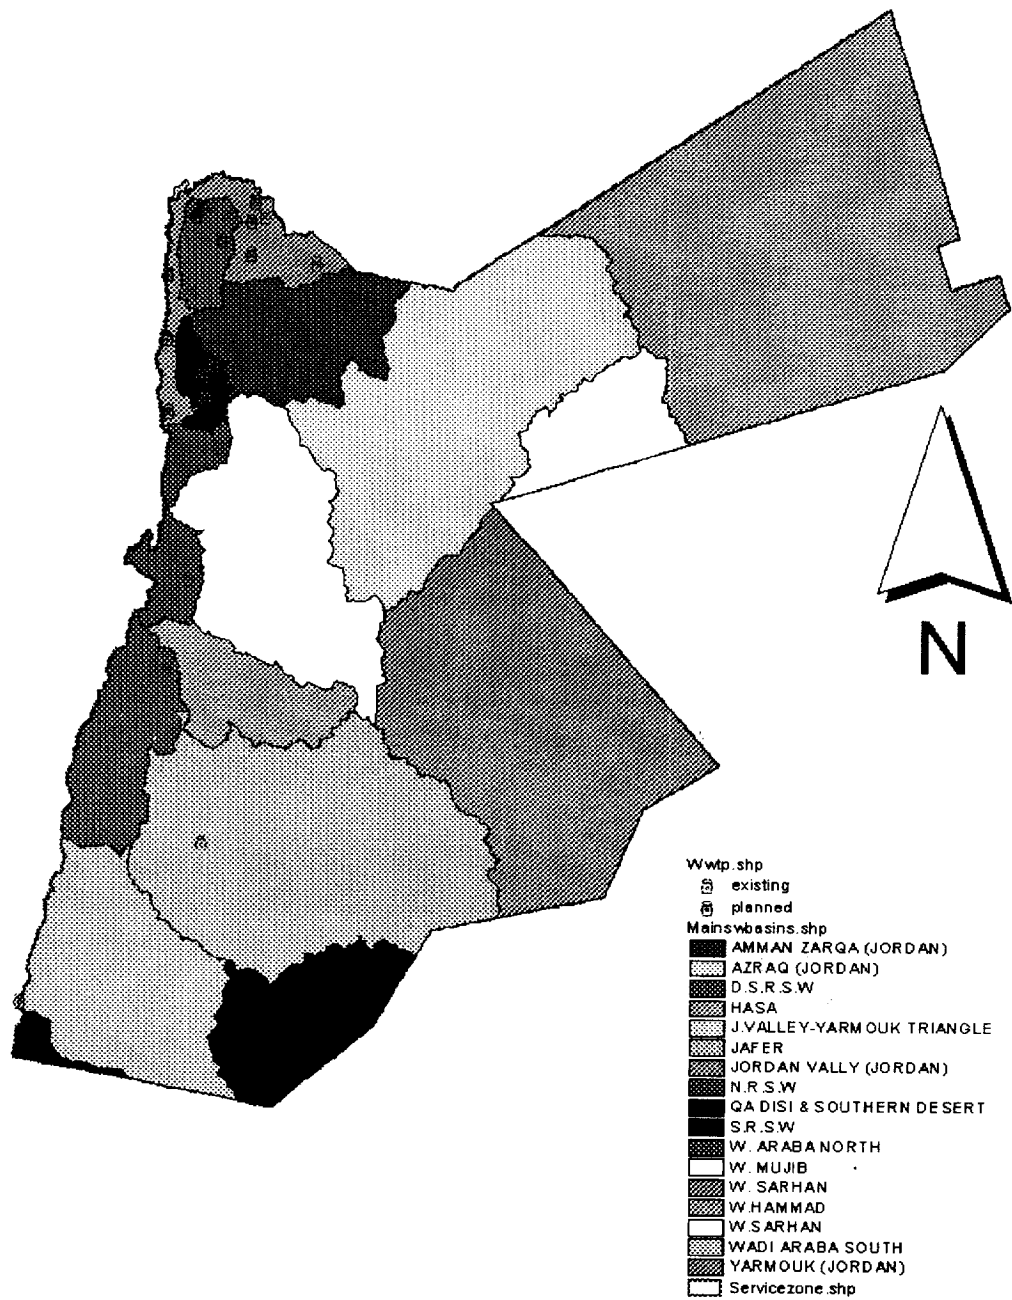 N
Wwtp.shp
existing
planned
Mainswbasins.shp
AMMAN ZARQA (JORDAN)
AZRAQ (JORDAN)
D.S.R.S.W
HASA
J.VALLEY-YARMOUK TRIANGLE
JAFER
JORDAN VALLY (JORDAN)
N.R.S.W
QA DISI & SOUTHERN DESERT
S.R.S.W
W. ARABA NORTH
W. MUJIB
W. SARHAN
W.HAMMAD
W.SARHAN
WADI ARABA SOUTH
YARMOUK (JORDAN)
Servicezone.shp